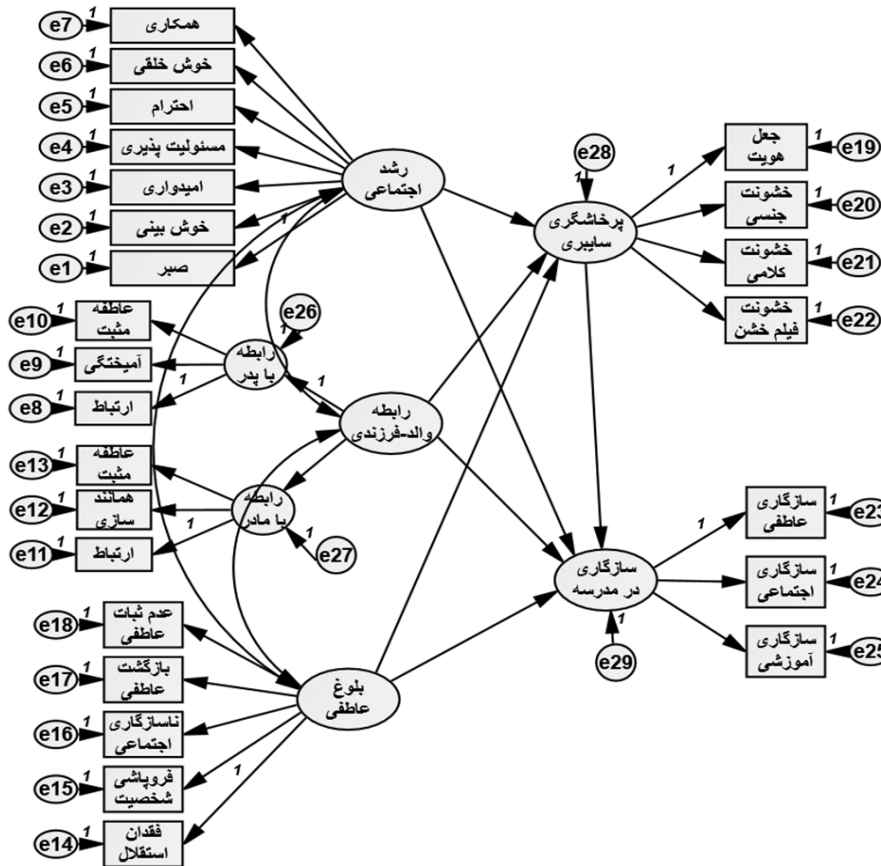 e7
1
همکاری
e6
1
خوش خلقی
e5
1
احترام
e4
1
مسئولیت پذیری
e3
1
امیدواری
e2
1
خوش بینی
e1
1
صبر
1
رشد
اجتماعی
e10
1
عاطفه
مثبت
e9
1
آمیختگی
e8
1
ارتباط
1
e26
1
رابطه
با پدر
1
رابطه
والد-فرزندی
e13
1
عاطفه
مثبت
e12
1
همانند
سازی
e11
1
ارتباط
1
رابطه
با مادر
1
e27
e18
1
عدم ثبات
عاطفی
e17
1
بازگشت
عاطفی
e16
1
ناسازگاری
اجتماعی
e15
1
فروپاشی
شخصیت
e14
1
فقدان
استقلال
1
بلوغ
عاطفی
e28
1
پرخاشگری
سایبری
1
جعل
هویت
1
e19
خشونت
جنسی
1
e20
خشونت
کلامی
1
e21
خشونت
فیلم خشن
1
e22
سازگاری
در مدرسه
1
e29
1
سازگاری
عاطفی
1
e23
سازگاری
اجتماعی
1
e24
سازگاری
آموزشی
1
e25